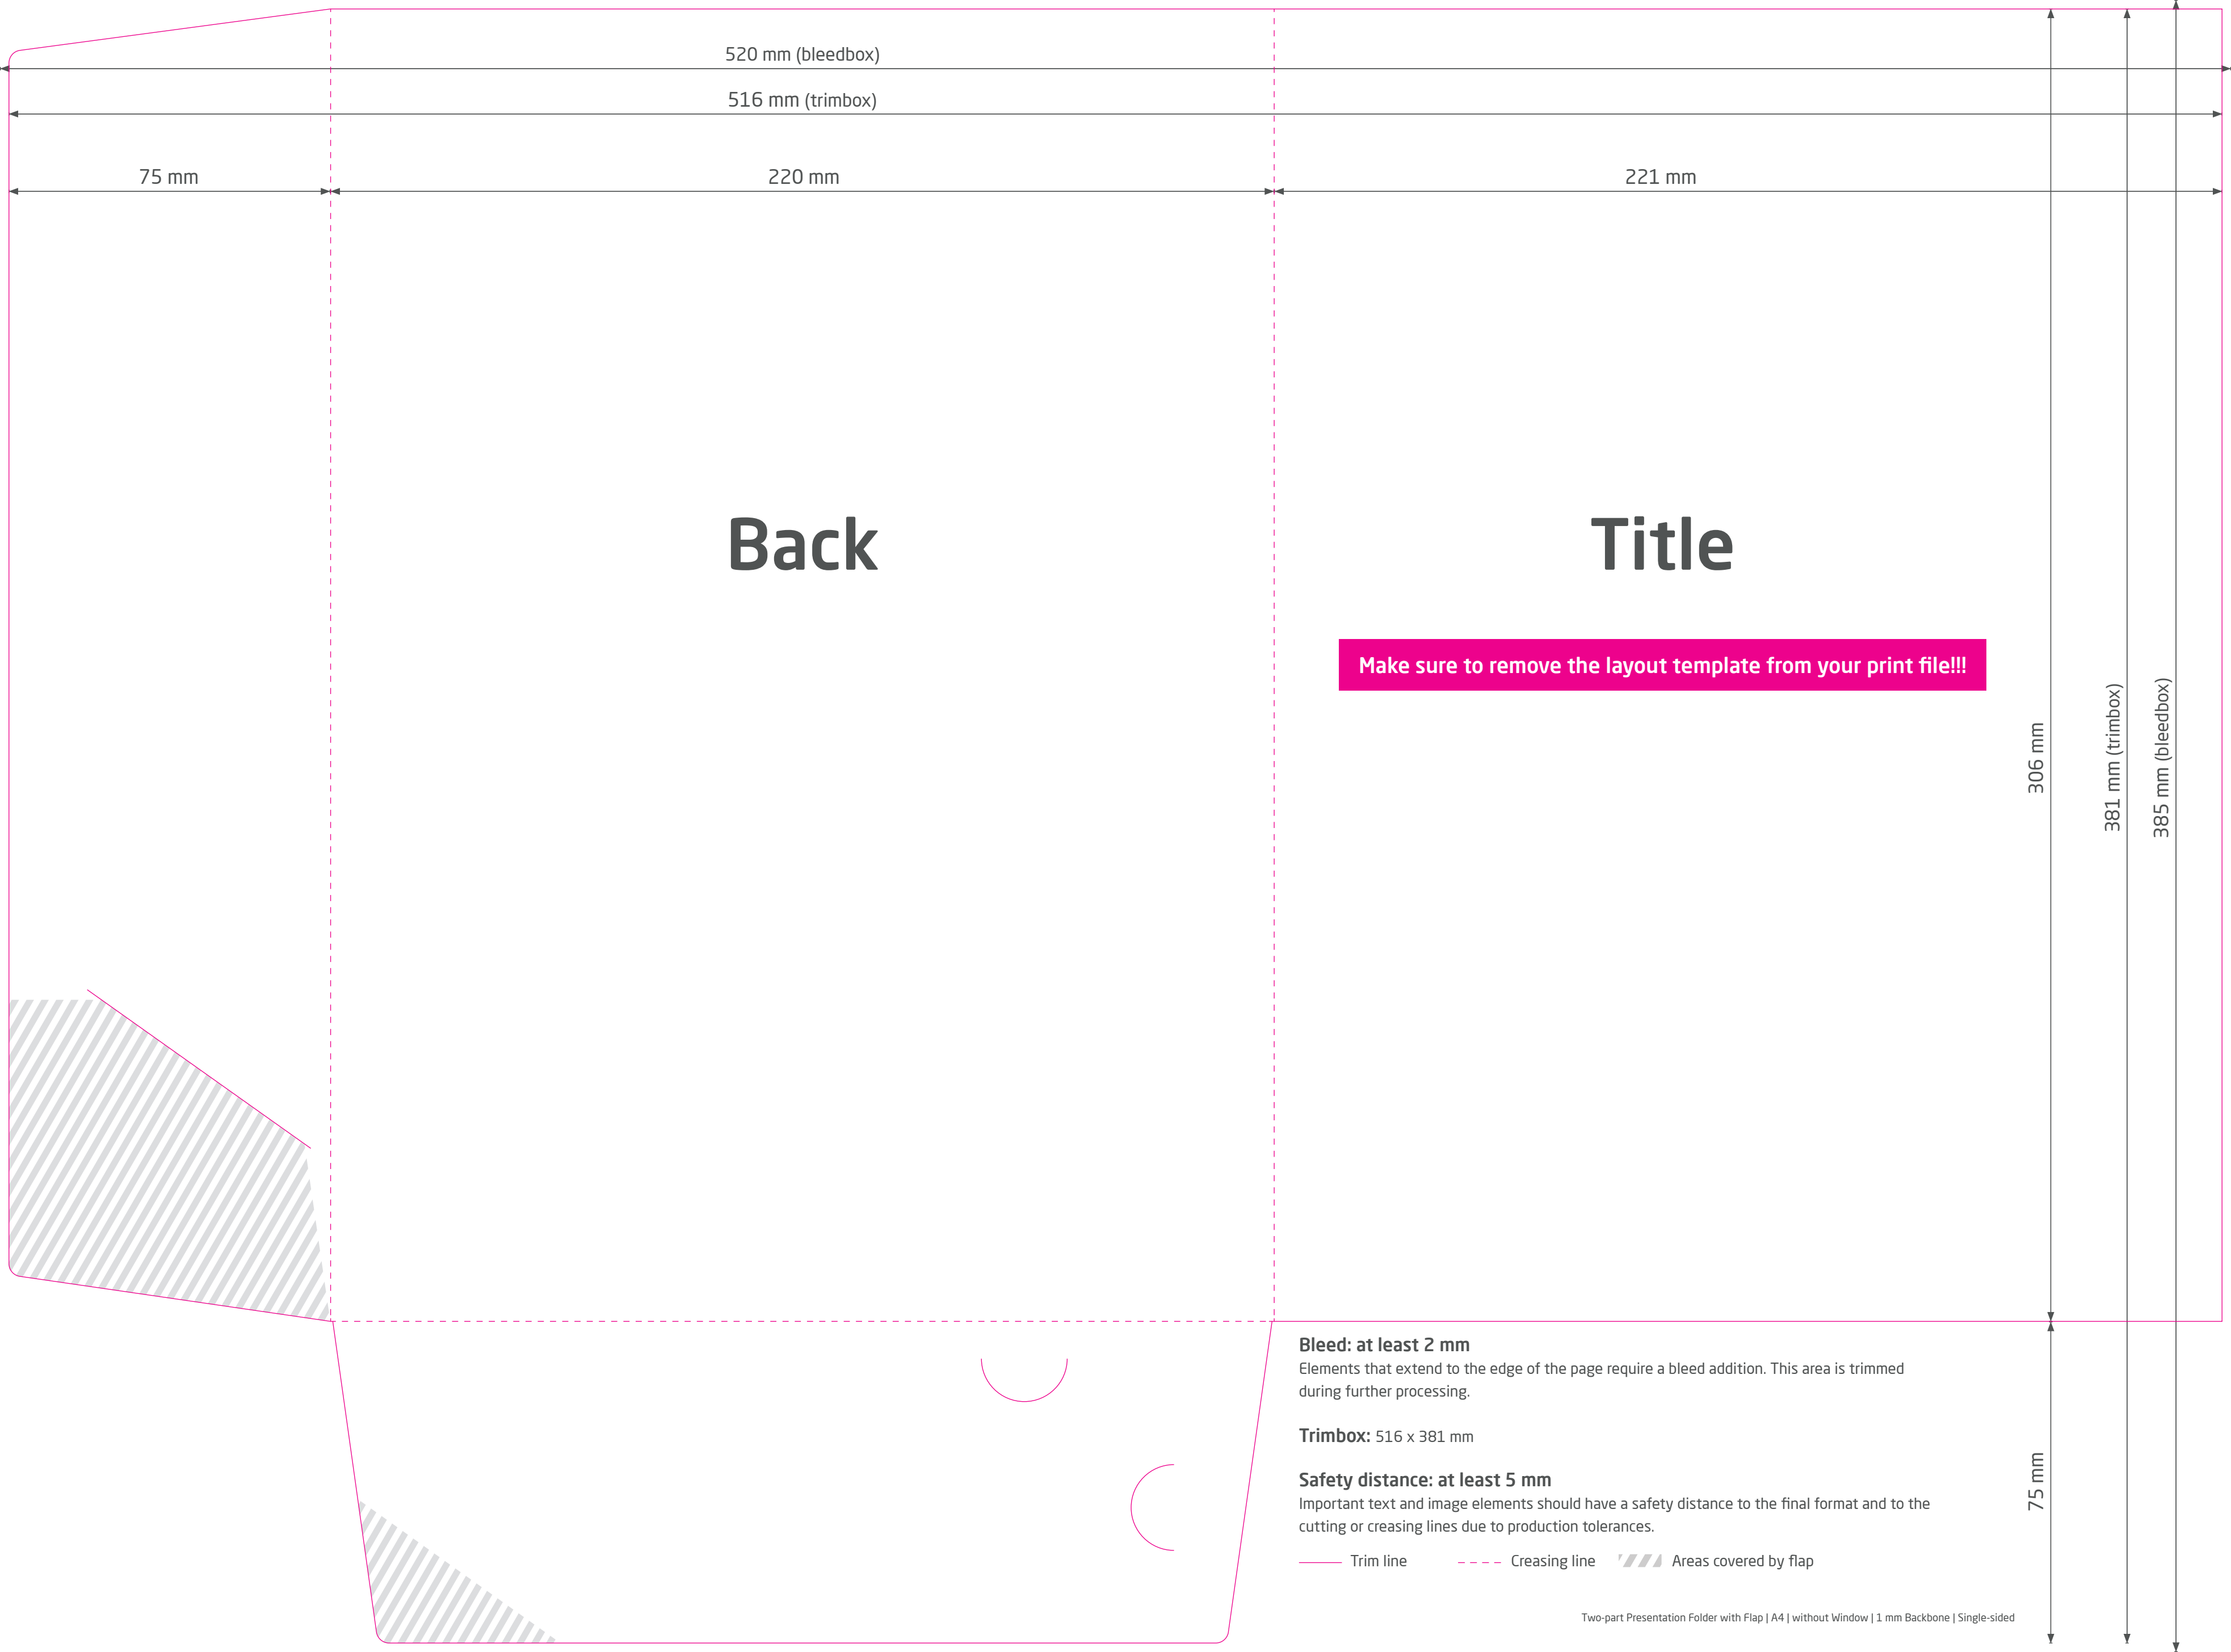 520 mm (bleedbox)
516 mm (trimbox)
75 mm
220 mm
221 mm
Back
Title
Make sure to remove the layout template from your print file!!!
306 mm
381 mm (trimbox)
385 mm (bleedbox)
Bleed: at least 2 mm
Elements that extend to the edge of the page require a bleed addition. This area is trimmed
during further processing.
Trimbox: 516 x 381 mm
Safety distance: at least 5 mm
Important text and image elements should have a safety distance to the final format and to the
cutting or creasing lines due to production tolerances.
Trim line
Creasing line
Areas covered by flap
75 mm
Two-part Presentation Folder with Flap | A4 | without Window | 1 mm Backbone | Single-sided